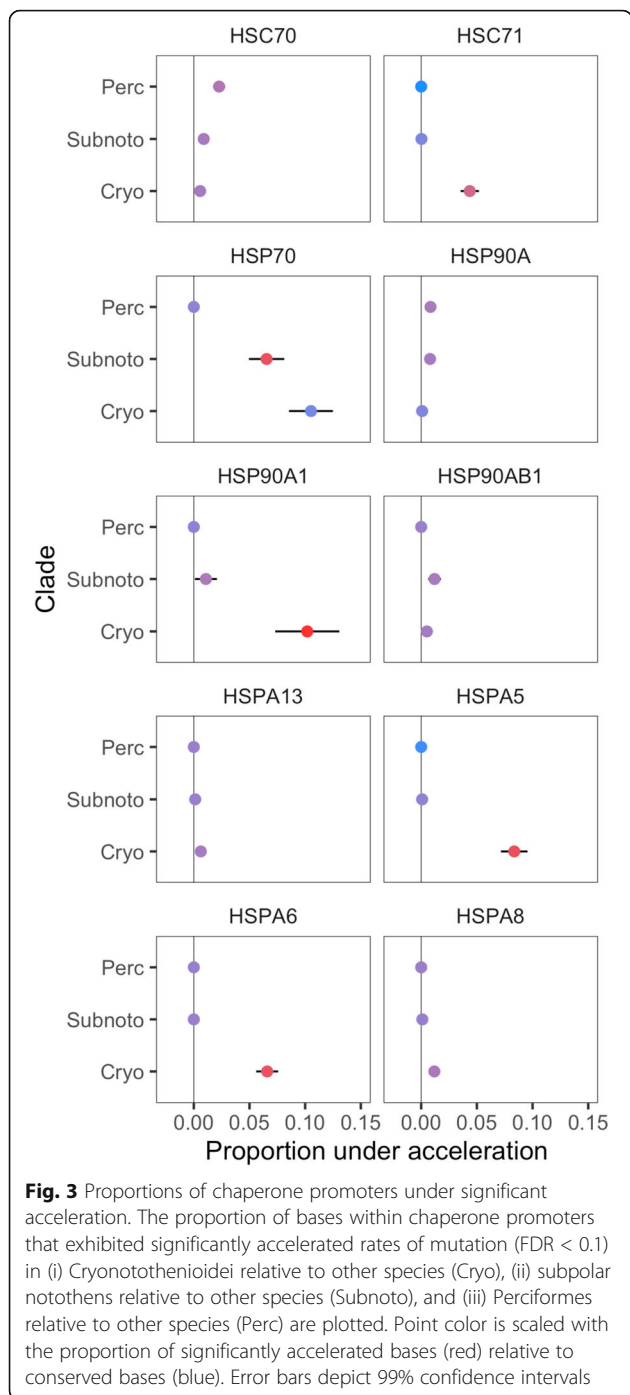 HSC70
HSC71
Perc
Subnoto
Cryo
HSP70
HSP90A
Perc
Subnoto
Cryo
HSP90A1
HSP90AB1
Perc
Subnoto
Cryo
Clade
HSPA13
HSPA5
Perc
Subnoto
Cryo
HSPA6
HSPA8
Perc
Subnoto
Cryo
0.00 0.05 0.10 0.15
0.00 0.05 0.10 0.15
Proportion under acceleration
Fig. 3 Proportions of chaperone promoters under significant
acceleration. The proportion of bases within chaperone promoters
that exhibited significantly accelerated rates of mutation (FDR < 0.1)
in (i) Cryonotothenioidei relative to other species (Cryo), (ii) subpolar
notothens relative to other species (Subnoto), and (iii) Perciformes
relative to other species (Perc) are plotted. Point color is scaled with
the proportion of significantly accelerated bases (red) relative to
conserved bases (blue). Error bars depict 99% confidence intervals